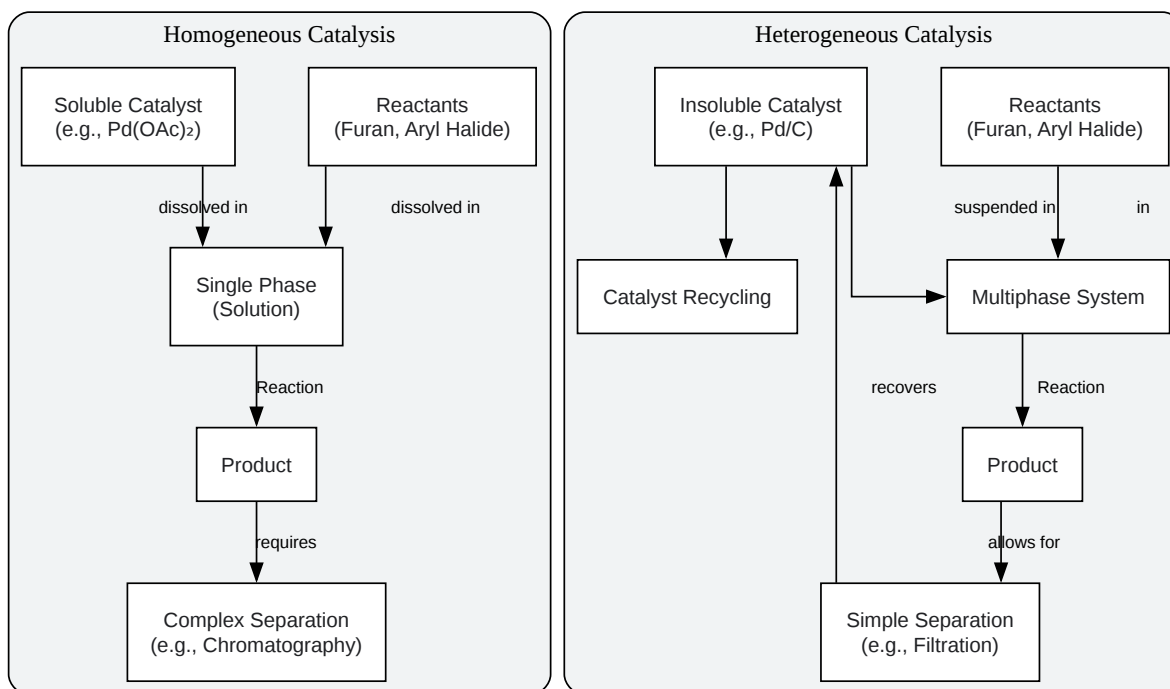 Homogeneous Catalysis
Soluble Catalyst
(e.g., Pd(OAc)₂)
Reactants
(Furan, Aryl Halide)
dissolved in
dissolved in
Single Phase
(Solution)
Reaction
Product
requires
Complex Separation
(e.g., Chromatography)
Heterogeneous Catalysis
Insoluble Catalyst
(e.g., Pd/C)
Reactants
(Furan, Aryl Halide)
suspended in
in
Catalyst Recycling
Multiphase System
recovers
Reaction
Product
allows for
Simple Separation
(e.g., Filtration)